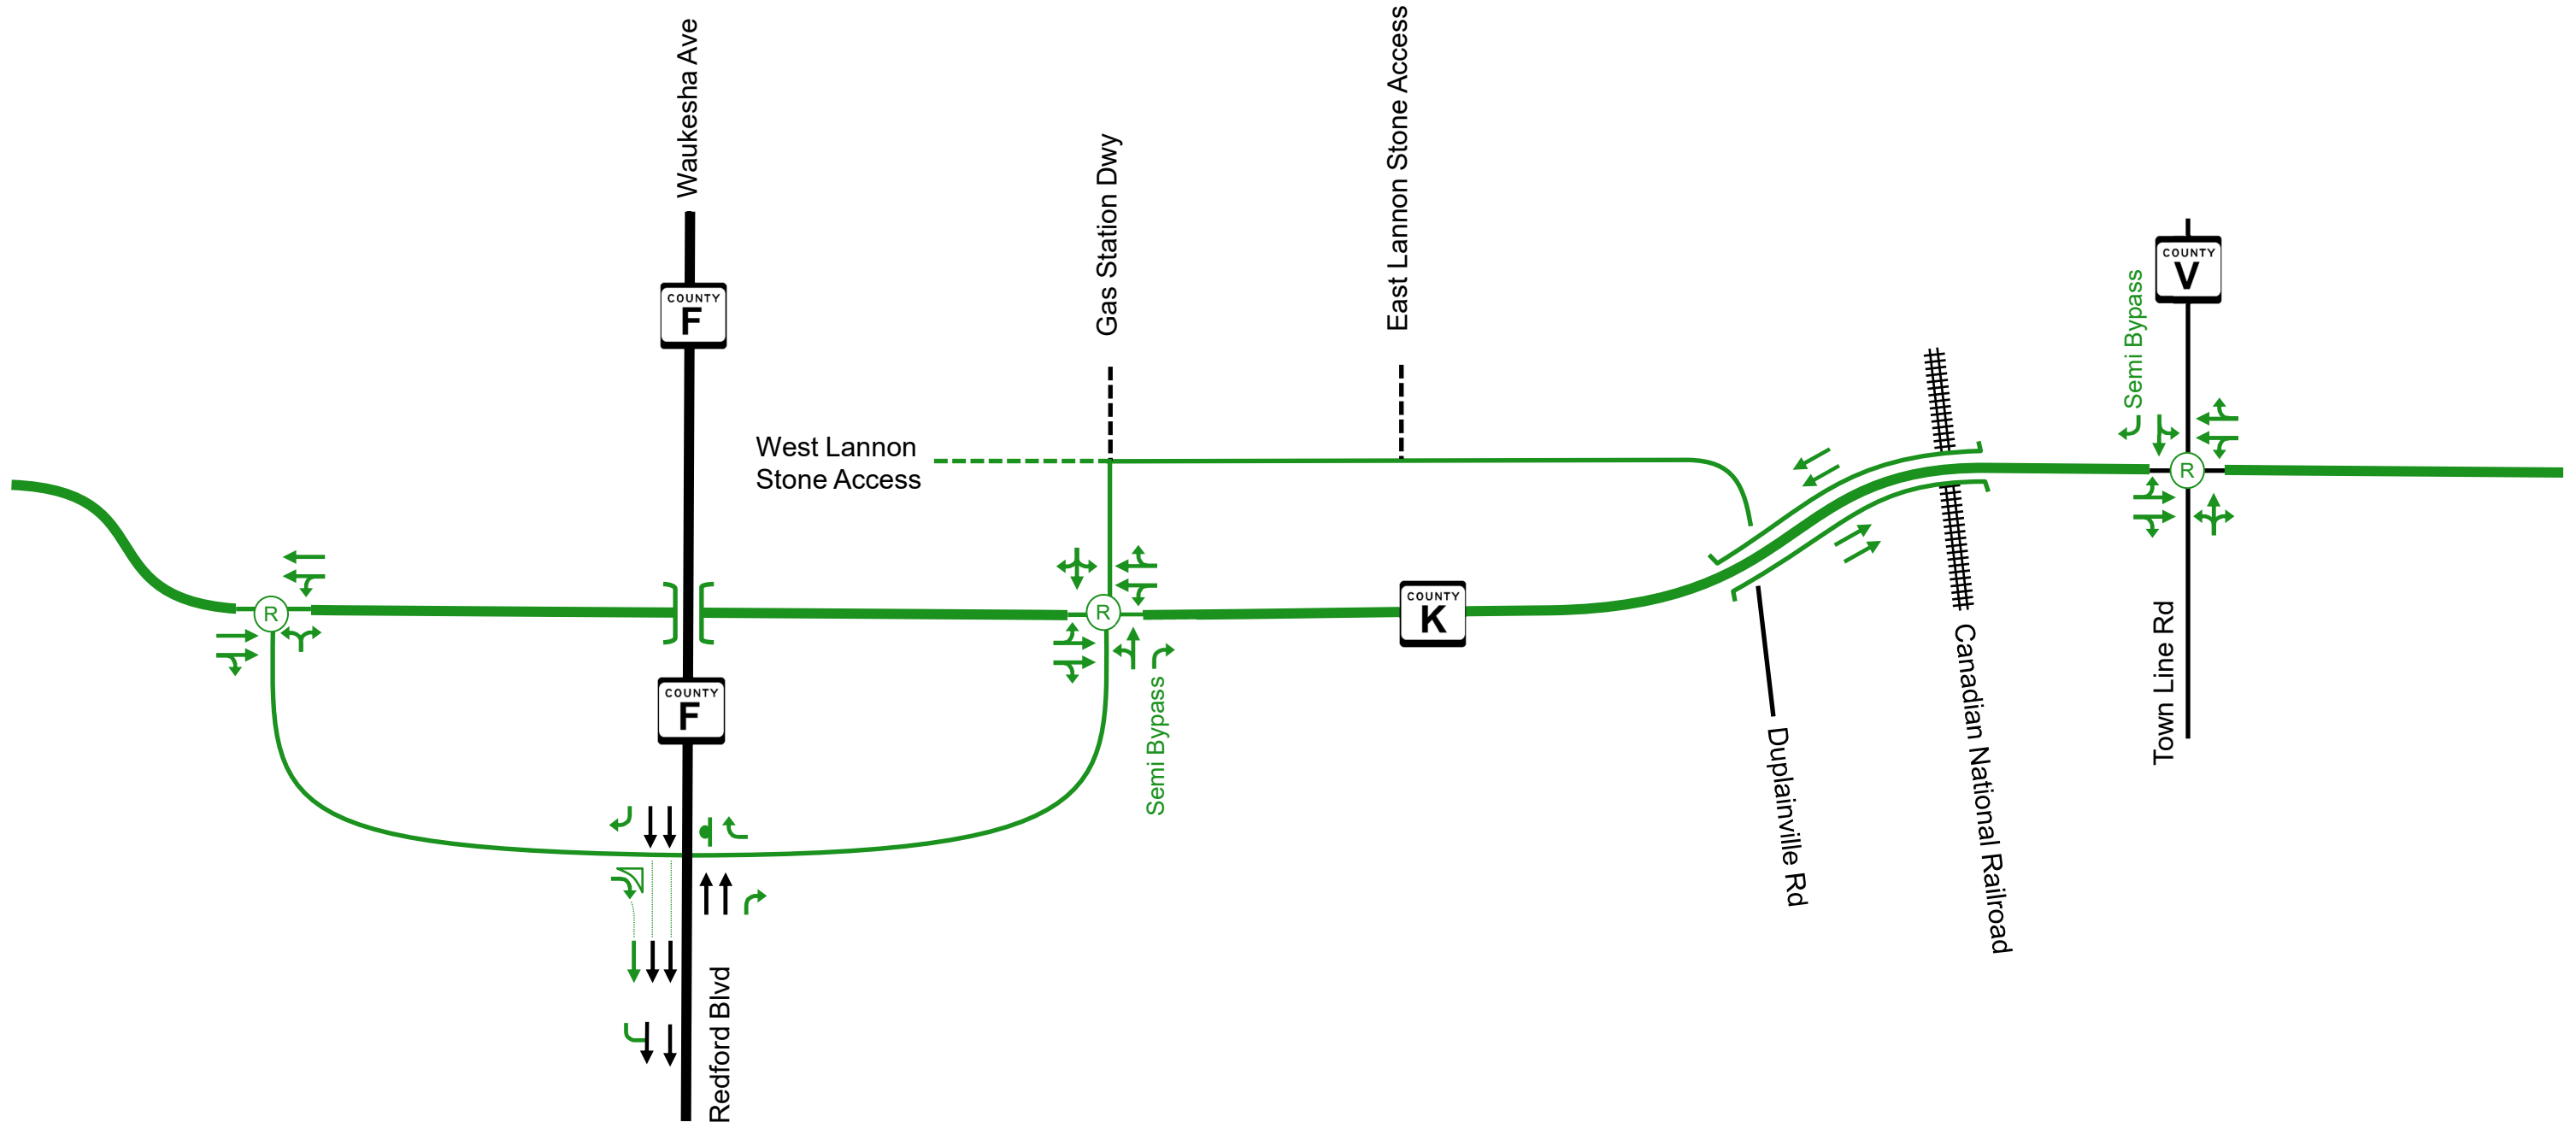 Waukesha Ave
COUNTY
F
Gas Station Dwy
East Lannon Stone Access
West Lannon
Stone Access
COUNTY
V
Semi Bypass
R
R
R
COUNTY
K
COUNTY
F
Semi Bypass
Redford Blvd
Duplainville Rd
Canadian National Railroad
Town Line Rd